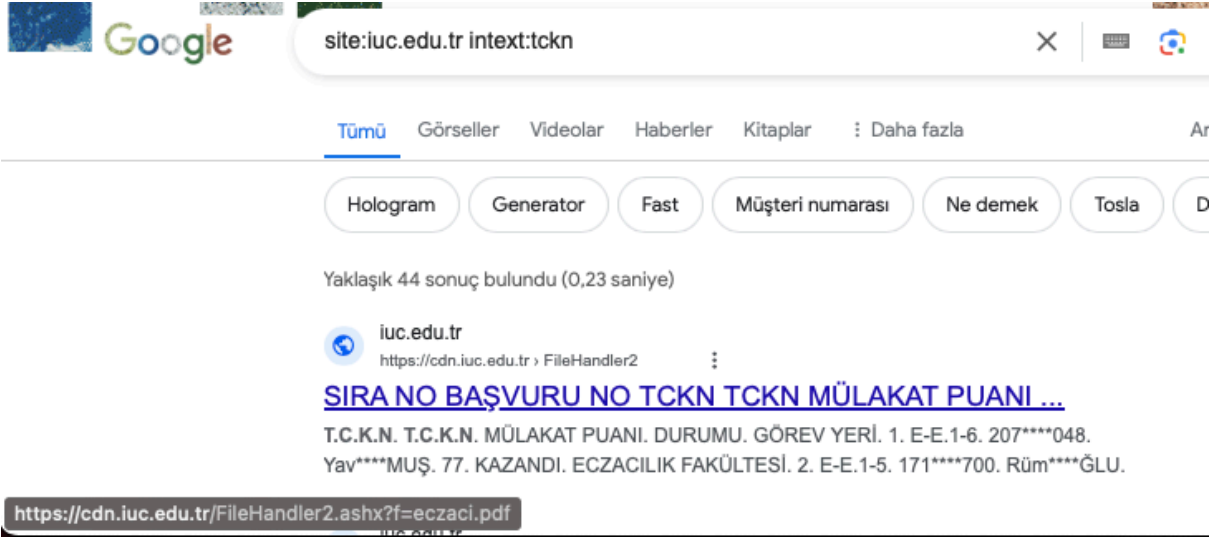 Google
site:iuc.edu.tr intext:tckn
Tümü Görseller Videolar Haberler Kitaplar Daha fazla Ar
Hologram Generator Fast Müşteri numarası Ne demek Tosla D
Yaklaşık 44 sonuç bulundu (0,23 saniye)
iuc.edu.tr
https://cdn.iuc.edu.tr › FileHandler2
SIRA NO BAŞVURU NO TCKN TCKN MÜLAKAT PUANI ...
T.C.K.N. T.C.K.N. MÜLAKAT PUANI. DURUMU. GÖREV YERİ. 1. E-E.1-6. 207****048.
Yav****MUŞ. 77. KAZANDI. ECZACILIK FAKÜLTESİ. 2. E-E.1-5. 171****700. Rüm****ĞLU.
https://cdn.iuc.edu.tr/FileHandler2.ashx?f=eczaci.pdf
iuc.edu.tr